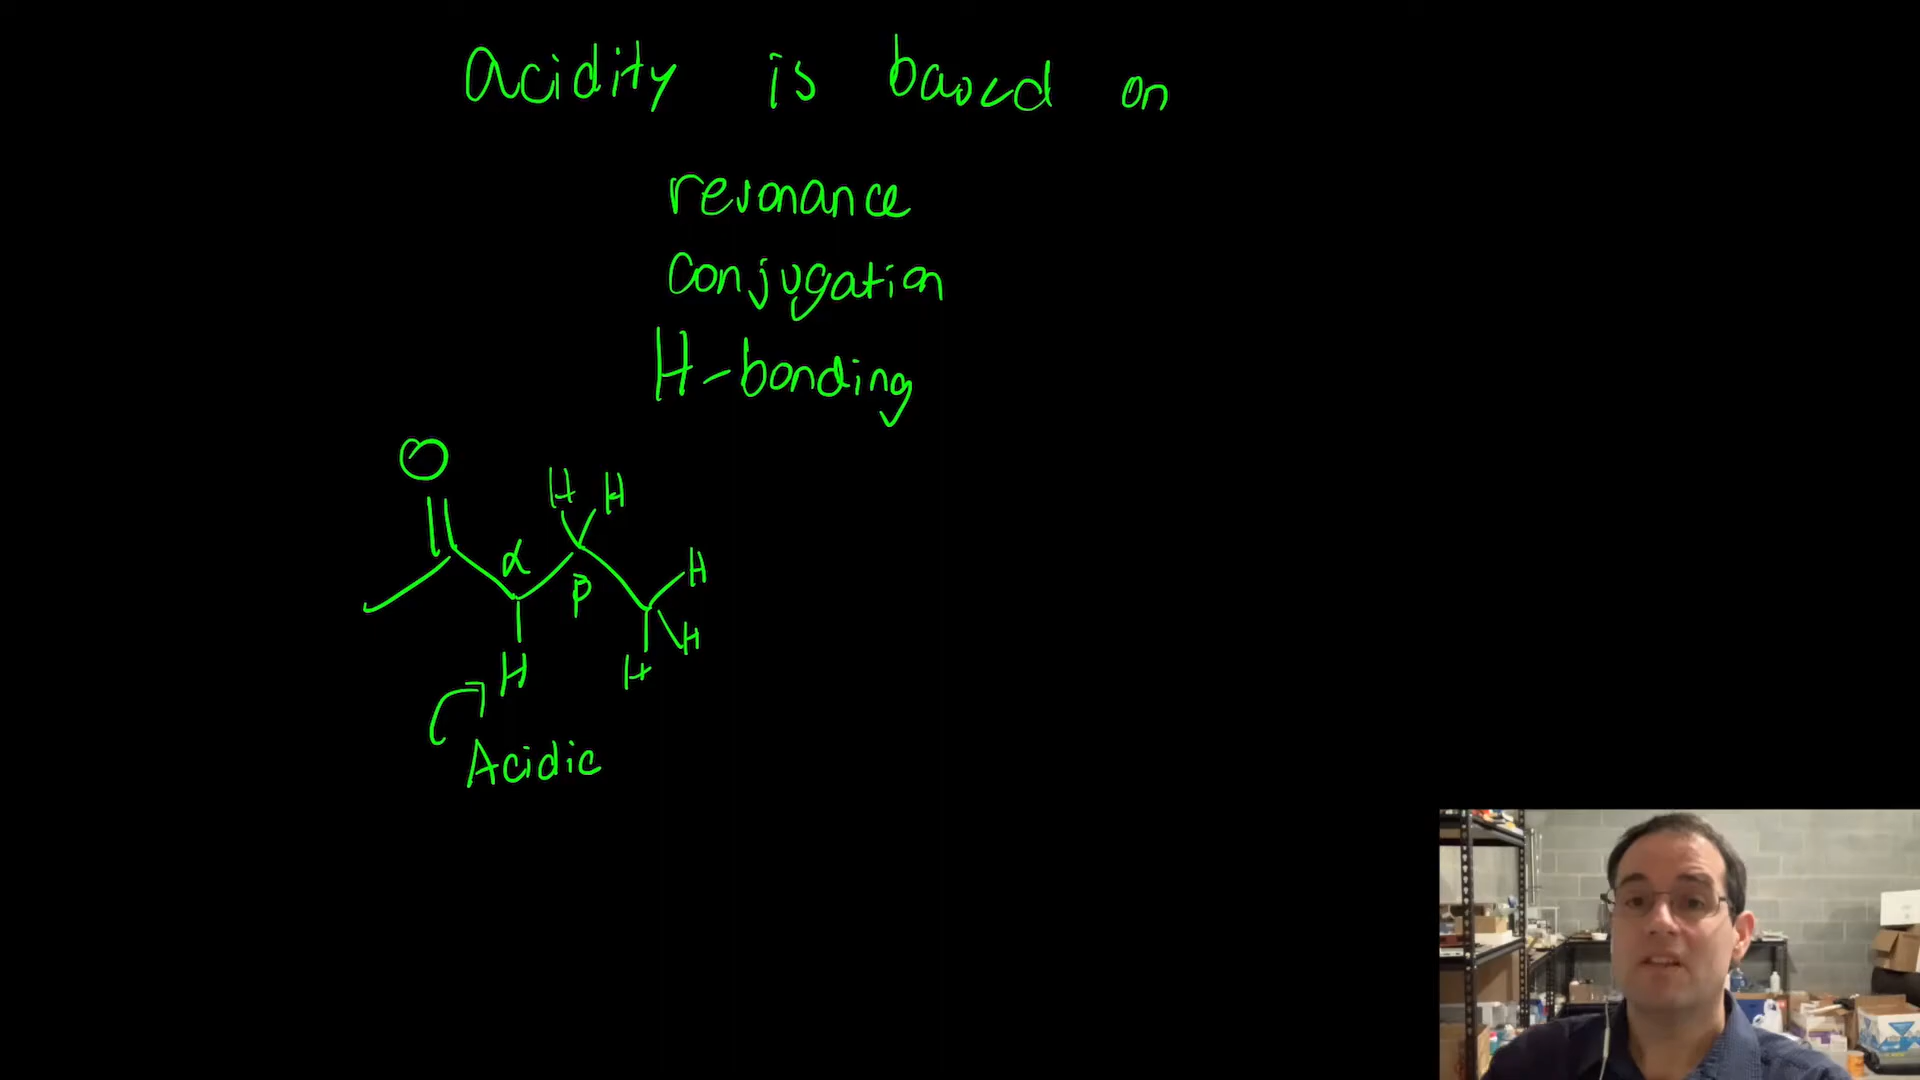 acidity is based on
resonance
conjugation
H-bonding
O
H H
α
β
H
H
H
H
Acidic